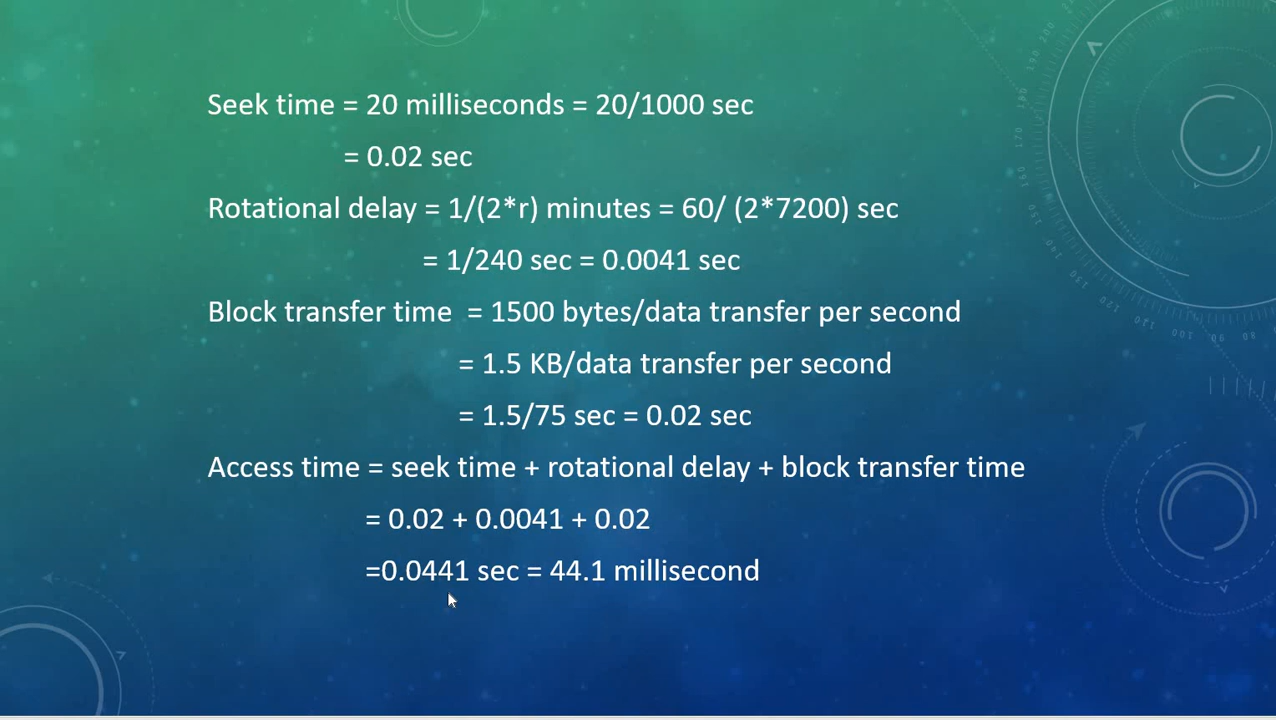 Seek time = 20 milliseconds = 20/1000 sec
= 0.02 sec
Rotational delay = 1/(2*r) minutes = 60/ (2*7200) sec
= 1/240 sec = 0.0041 sec
Block transfer time = 1500 bytes/data transfer per second
= 1.5 KB/data transfer per second
= 1.5/75 sec = 0.02 sec
Access time = seek time + rotational delay + block transfer time
= 0.02 + 0.0041 + 0.02
=0.0441 sec = 44.1 millisecond